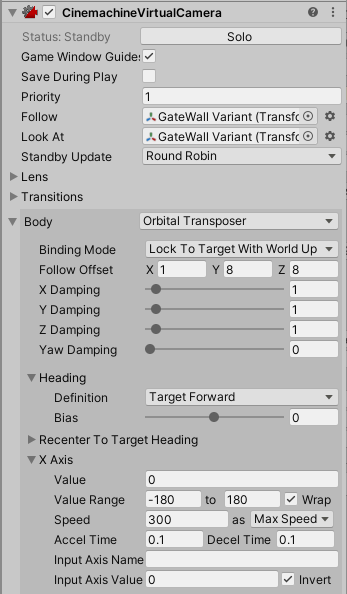 CinemachineVirtualCamera
Status: Standby Solo
Game Window Guides
Save During Play
Priority 1
Follow GateWall Variant (Transfo
Look At GateWall Variant (Transfo
Standby Update Round Robin
Lens
Transitions
Body Orbital Transposer
Binding Mode Lock To Target With World Up
Follow Offset X 1 Y 8 Z 8
X Damping 1
Y Damping 1
Z Damping 1
Yaw Damping 0
Heading
Definition Target Forward
Bias 0
Recenter To Target Heading
X Axis
Value 0
Value Range -180 to 180 Wrap
Speed 300 as Max Speed
Accel Time 0.1 Decel Time 0.1
Input Axis Name
Input Axis Value 0 Invert